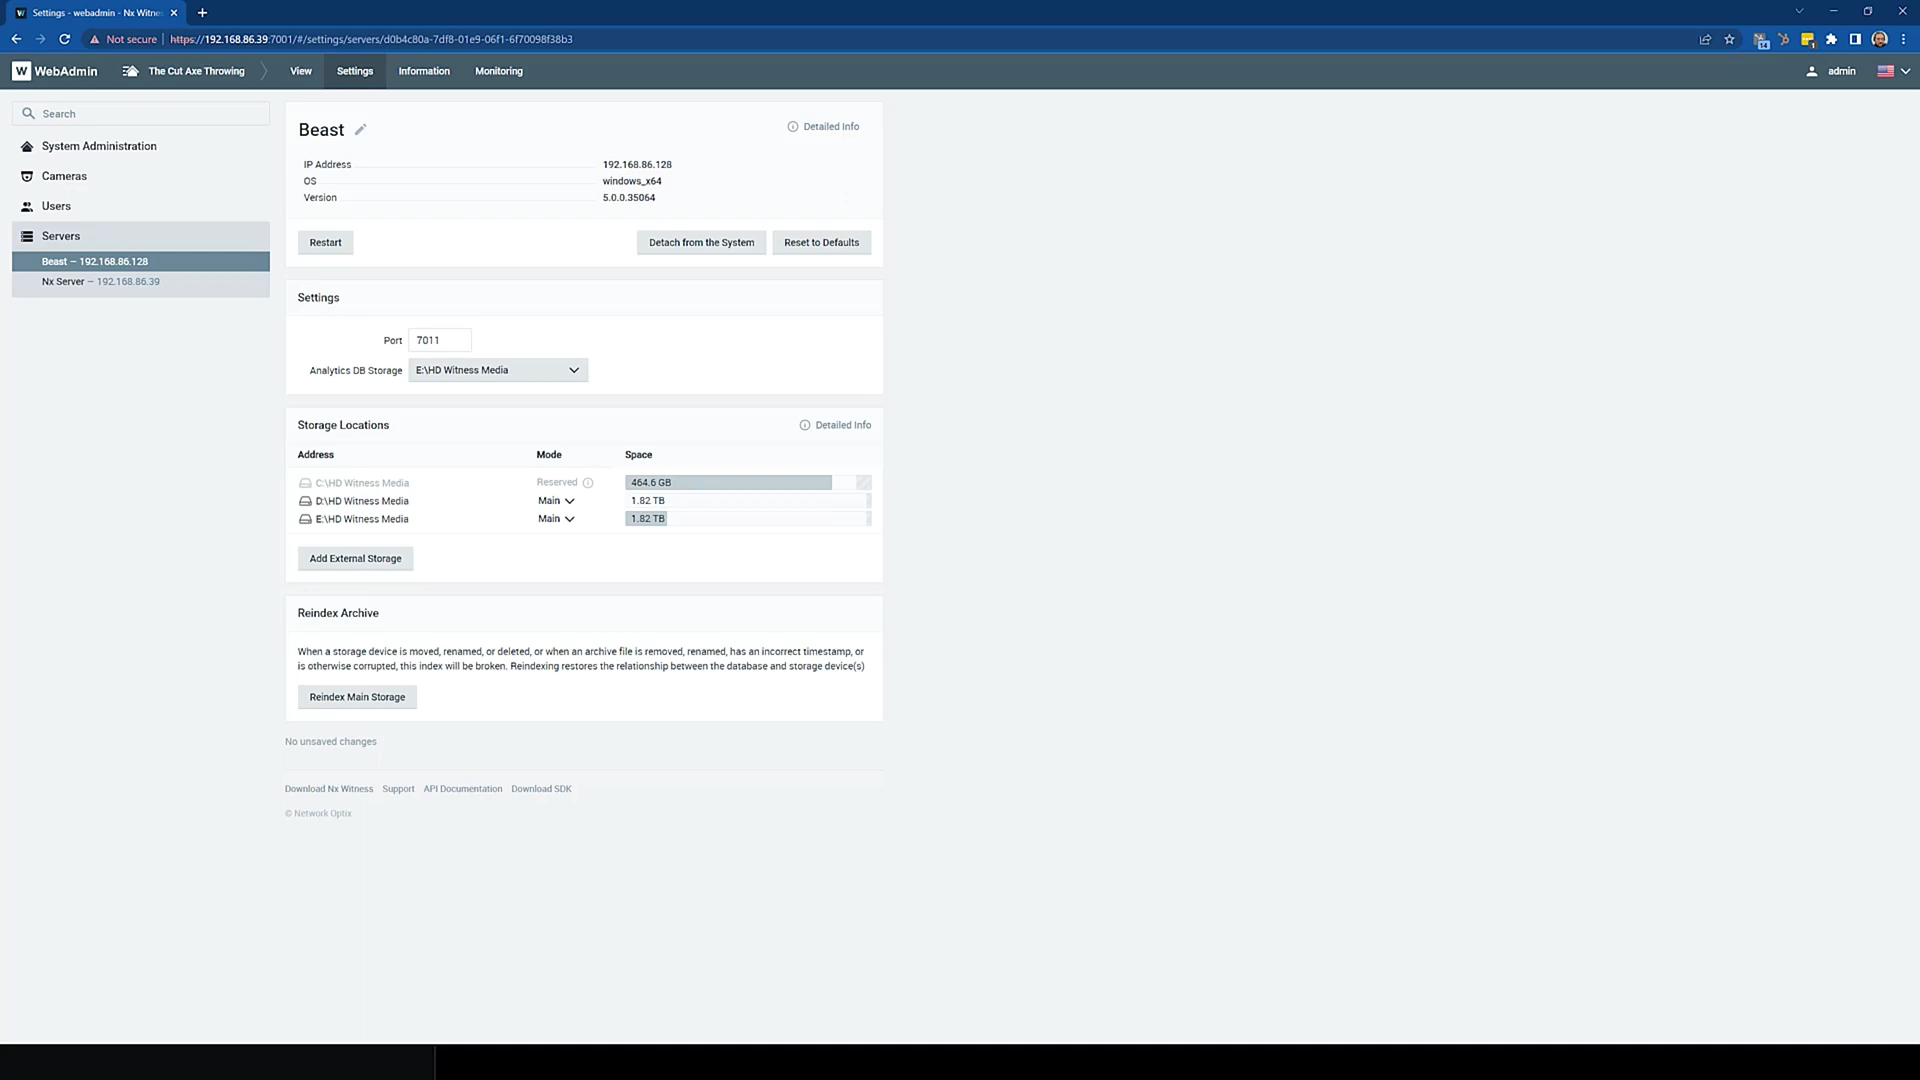 Settings - webadmin - Nx Witne
Not secure | https://192.168.86.39:7001/#/settings/servers/d0b4c80a-7df8-01e9-06f1-6f70098f38b3
W WebAdmin The Cut Axe Throwing View Settings Information Monitoring admin
Search
System Administration
Cameras
Users
Servers
Beast – 192.168.86.128
Nx Server – 192.168.86.39
Beast
Detailed Info
IP Address 192.168.86.128
OS windows_x64
Version 5.0.0.35064
Restart Detach from the System Reset to Defaults
Settings
Port 7011
Analytics DB Storage E:\HD Witness Media
Storage Locations Detailed Info
Address Mode Space
C:\HD Witness Media Reserved 464.6 GB
D:\HD Witness Media Main 1.82 TB
E:\HD Witness Media Main 1.82 TB
Add External Storage
Reindex Archive
When a storage device is moved, renamed, or deleted, or when an archive file is removed, renamed, has an incorrect timestamp, or
is otherwise corrupted, this index will be broken. Reindexing restores the relationship between the database and storage device(s)
Reindex Main Storage
No unsaved changes
Download Nx Witness Support API Documentation Download SDK
© Network Optix